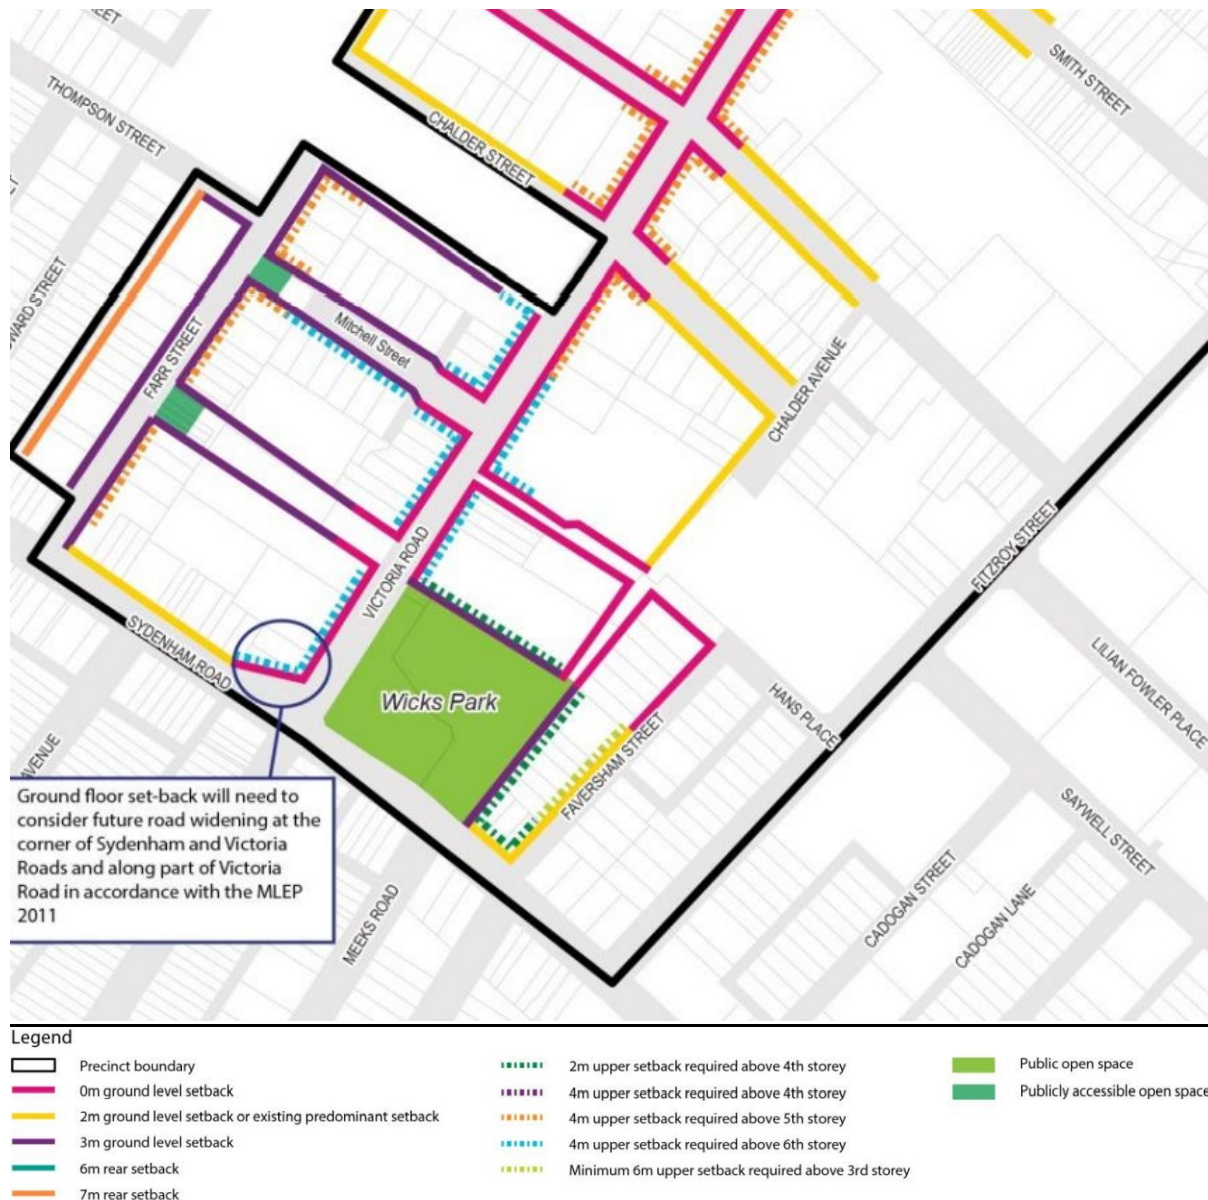 EET
SMITH STREET
THOMPSON STREET
CHALDER STREET
WARD STREET
Mitchell Street
FARR STREET
CHALDER AVENUE
VICTORIA ROAD
FITZROY STREET
SYDENHAM ROAD
Wicks Park
LILIAN FOWLER PLACE
HANS PLACE
FAVERSHAM STREET
AVENUE
Ground floor set-back will need to
consider future road widening at the
corner of Sydenham and Victoria
Roads and along part of Victoria
Road in accordance with the MLEP
2011
SAYWELL STREET
MEEKS ROAD
CADOGAN STREET
CADOGAN LANE
Legend
Precinct boundary
0m ground level setback
2m ground level setback or existing predominant setback
3m ground level setback
6m rear setback
7m rear setback
2m upper setback required above 4th storey
4m upper setback required above 4th storey
4m upper setback required above 5th storey
4m upper setback required above 6th storey
Minimum 6m upper setback required above 3rd storey
Public open space
Publicly accessible open space